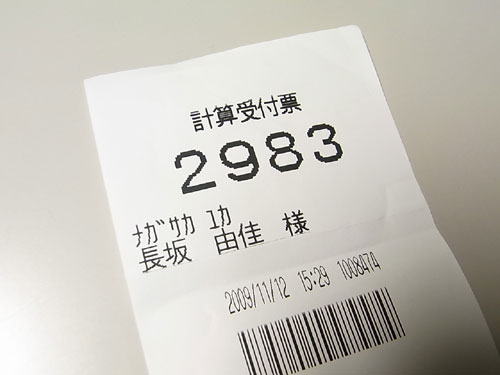 計算受付票
2983
ﾅｶﾞｻｶ ﾕｶ
長坂 由佳 様
2009/11/12 15:29 1008474